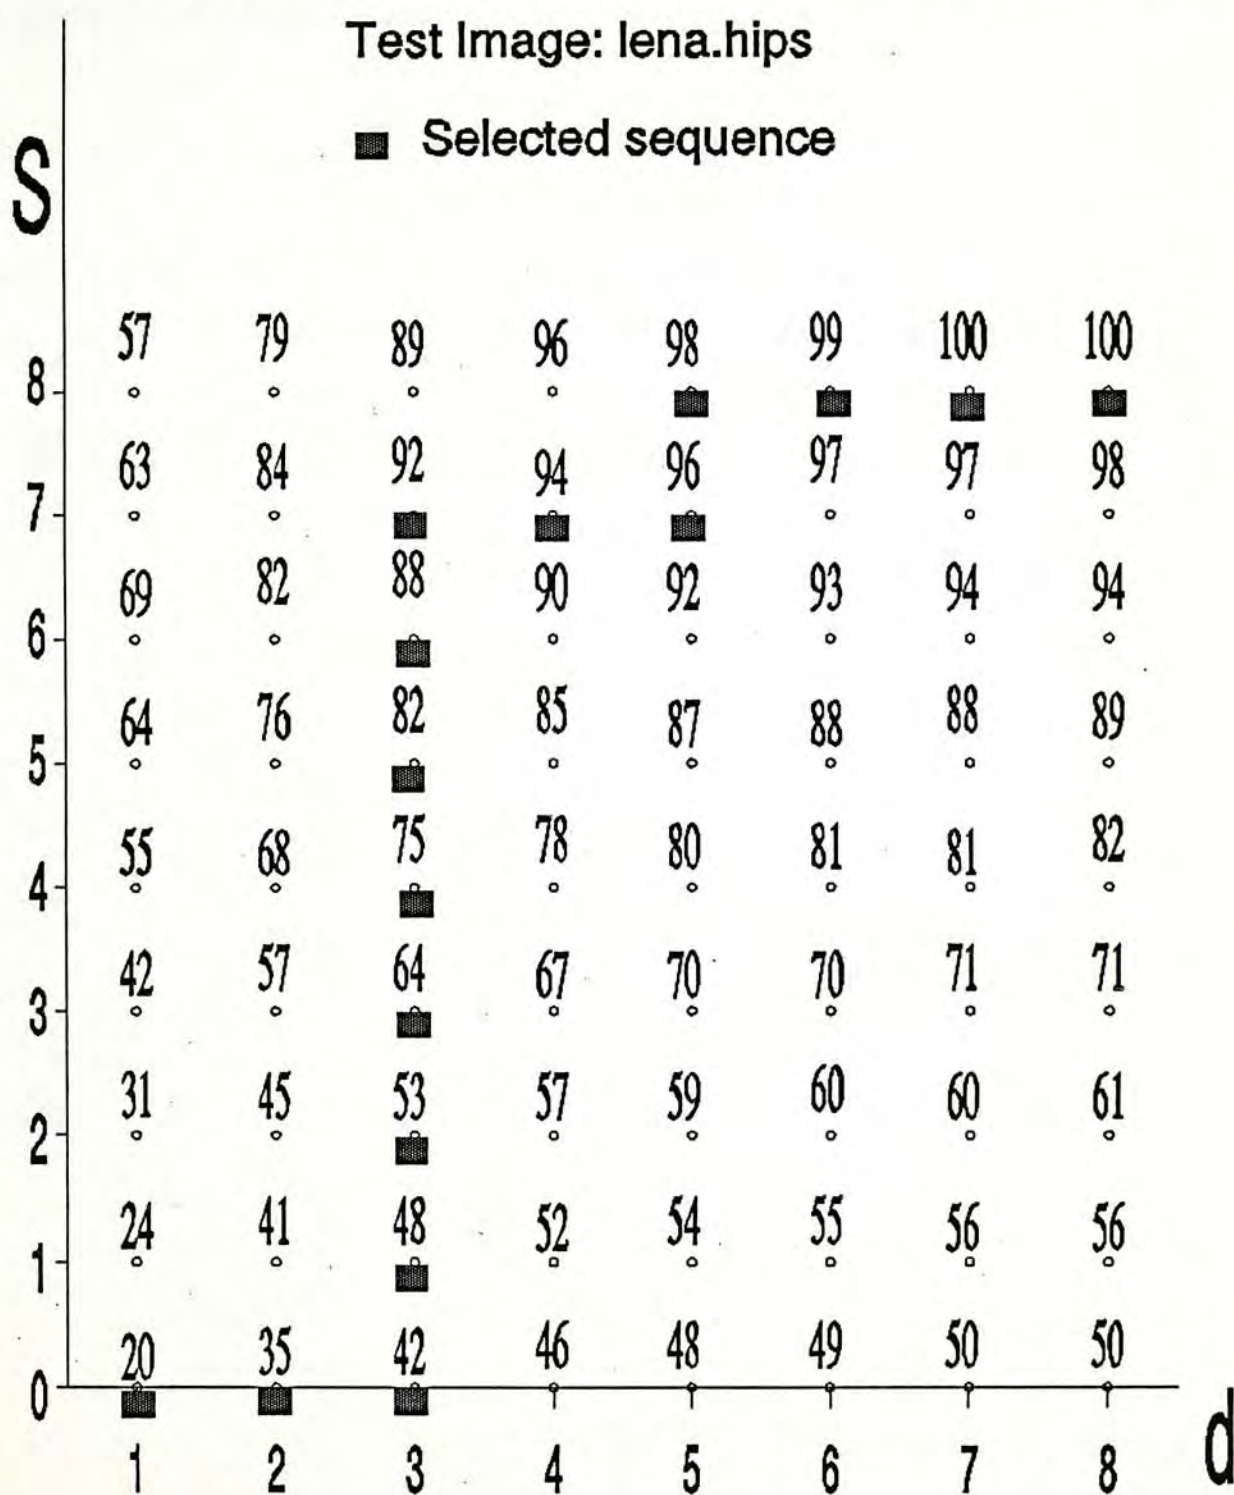 Test Image: lena.hips
Selected sequence
S
57 79 89 96 98 99 100 100
8
63 84 92 94 96 97 97 98
7
69 82 88 90 92 93 94 94
6
64 76 82 85 87 88 88 89
5
55 68 75 78 80 81 81 82
4
42 57 64 67 70 70 71 71
3
31 45 53 57 59 60 60 61
2
24 41 48 52 54 55 56 56
1
20 35 42 46 48 49 50 50
0
1 2 3 4 5 6 7 8
d